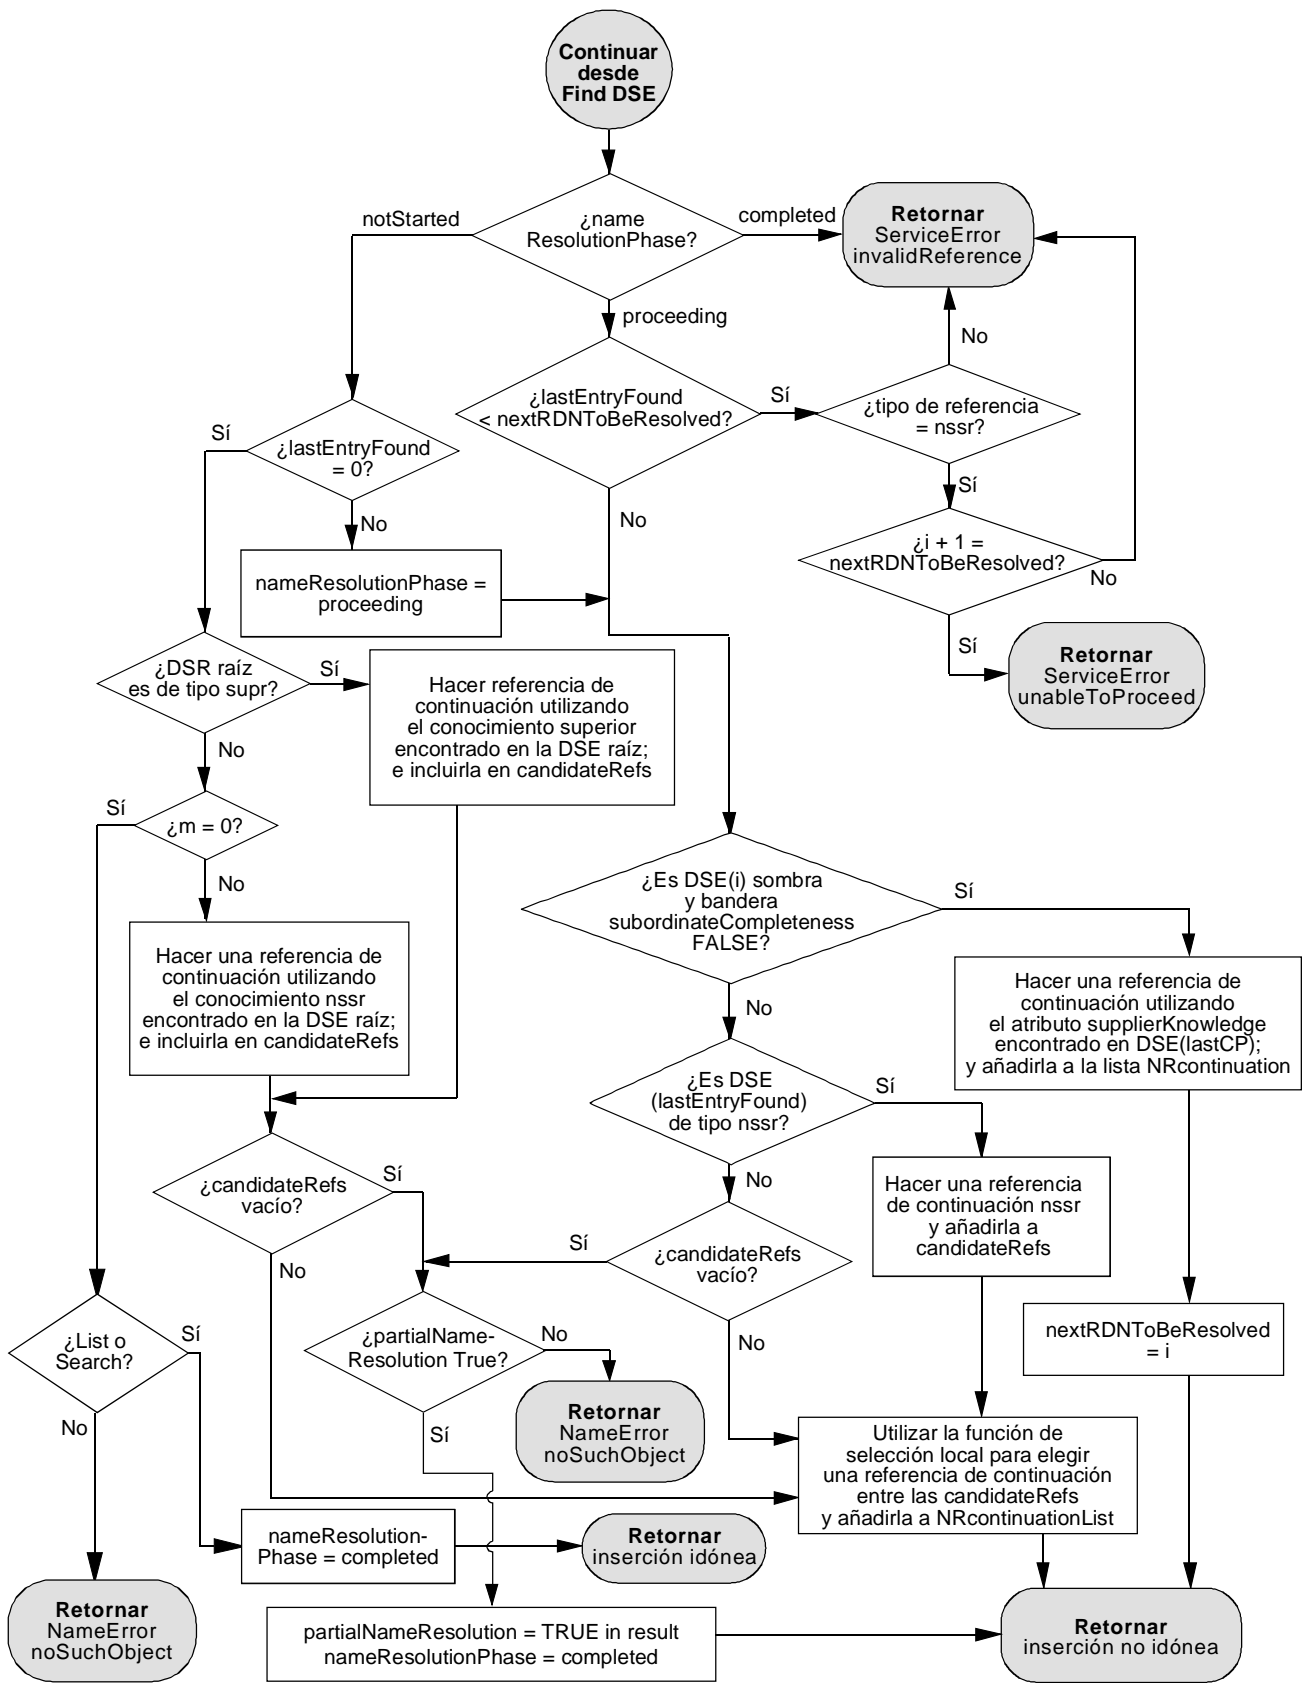 Continuar
desde
Find DSE
¿name
ResolutionPhase?
notStarted
completed
Retornar
ServiceError
invalidReference
proceeding
No
¿lastEntryFound
< nextRDNToBeResolved?
Sí
¿tipo de referencia
= nssr?
Sí
¿lastEntryFound
= 0?
Sí
No
No
¿i + 1 =
nextRDNToBeResolved?
No
nameResolutionPhase =
proceeding
Sí
Retornar
ServiceError
unableToProceed
¿DSR raíz
es de tipo supr?
Sí
Hacer referencia de
continuación utilizando
el conocimiento superior
encontrado en la DSE raíz;
e incluirla en candidateRefs
No
Sí
¿m = 0?
No
¿Es DSE(i) sombra
y bandera
subordinateCompleteness
FALSE?
Sí
Hacer una referencia de
continuación utilizando
el conocimiento nssr
encontrado en la DSE raíz;
e incluirla en candidateRefs
Hacer una referencia de
continuación utilizando
el atributo supplierKnowledge
encontrado en DSE(lastCP);
y añadirla a la lista NRcontinuation
No
¿Es DSE
(lastEntryFound)
de tipo nssr?
Sí
¿candidateRefs
vacío?
Sí
No
Hacer una referencia
de continuación nssr
y añadirla a
candidateRefs
No
Sí
¿candidateRefs
vacío?
nextRDNToBeResolved
= i
¿List o
Search?
Sí
¿partialName-
Resolution True?
No
No
No
Sí
Retornar
NameError
noSuchObject
Utilizar la función de
selección local para elegir
una referencia de continuación
entre las candidateRefs
y añadirla a NRcontinuationList
nameResolution-
Phase = completed
Retornar
inserción idónea
Retornar
NameError
noSuchObject
partialNameResolution = TRUE in result
nameResolutionPhase = completed
Retornar
inserción no idónea